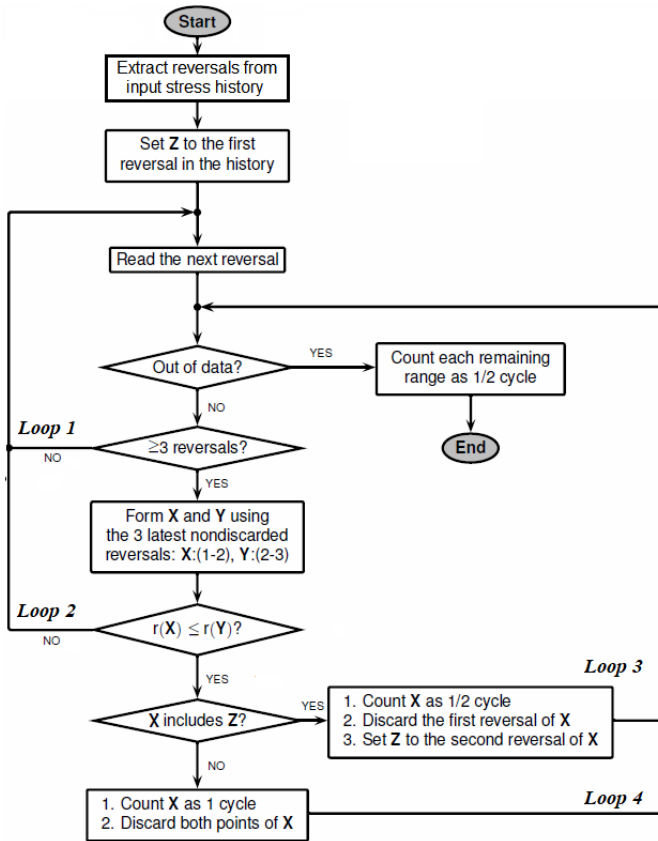 Start
Extract reversals from
input stress history
Set Z to the first
reversal in the history
Read the next reversal
Out of data?
YES
Count each remaining
range as 1/2 cycle
NO
End
Loop 1
≥3 reversals?
NO
YES
Form X and Y using
the 3 latest nondiscarded
reversals: X:(1-2), Y:(2-3)
Loop 2
r(X) ≤ r(Y)?
NO
YES
Loop 3
X includes Z?
YES
1. Count X as 1/2 cycle
2. Discard the first reversal of X
3. Set Z to the second reversal of X
NO
1. Count X as 1 cycle
2. Discard both points of X
Loop 4